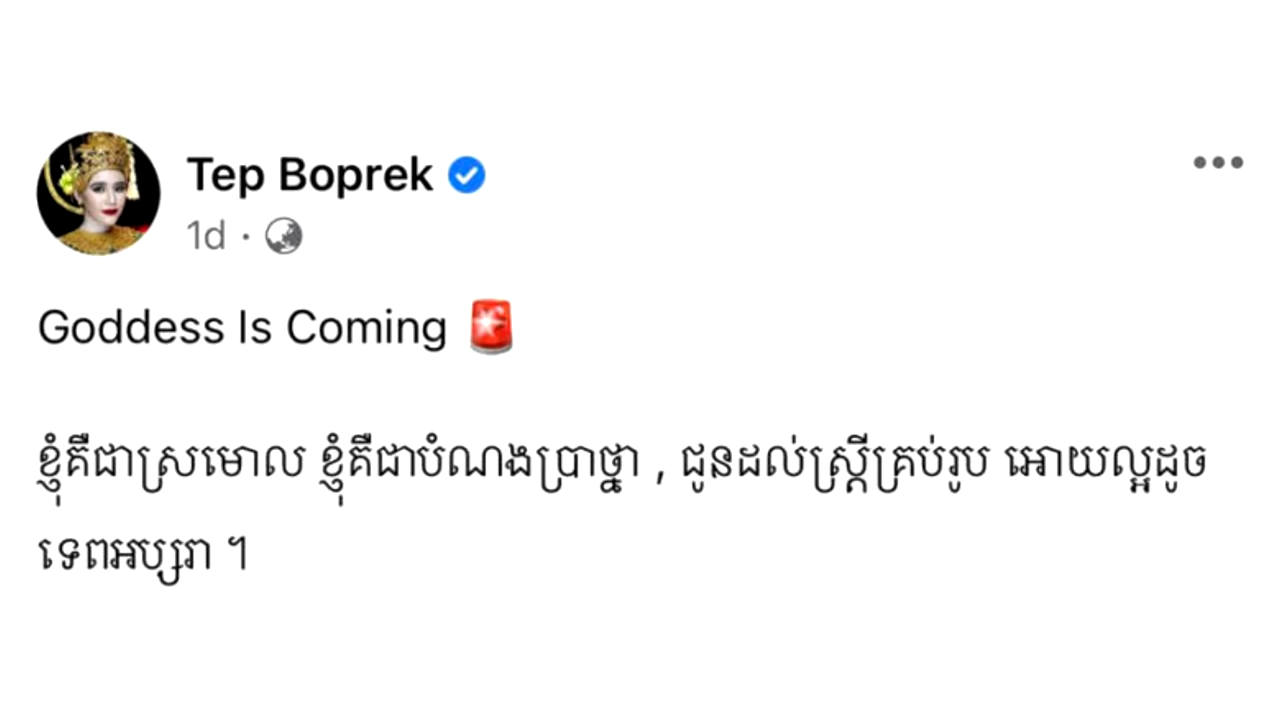 Tep Boprek
1d ·
Goddess Is Coming 🚨
ខ្ញុំគឺជាស្រមោល ខ្ញុំគឺជាបំណងប្រាថ្នា , ជូនដល់ស្ត្រីគ្រប់រូប អោយល្អដូច
ទេពអប្សរា ។